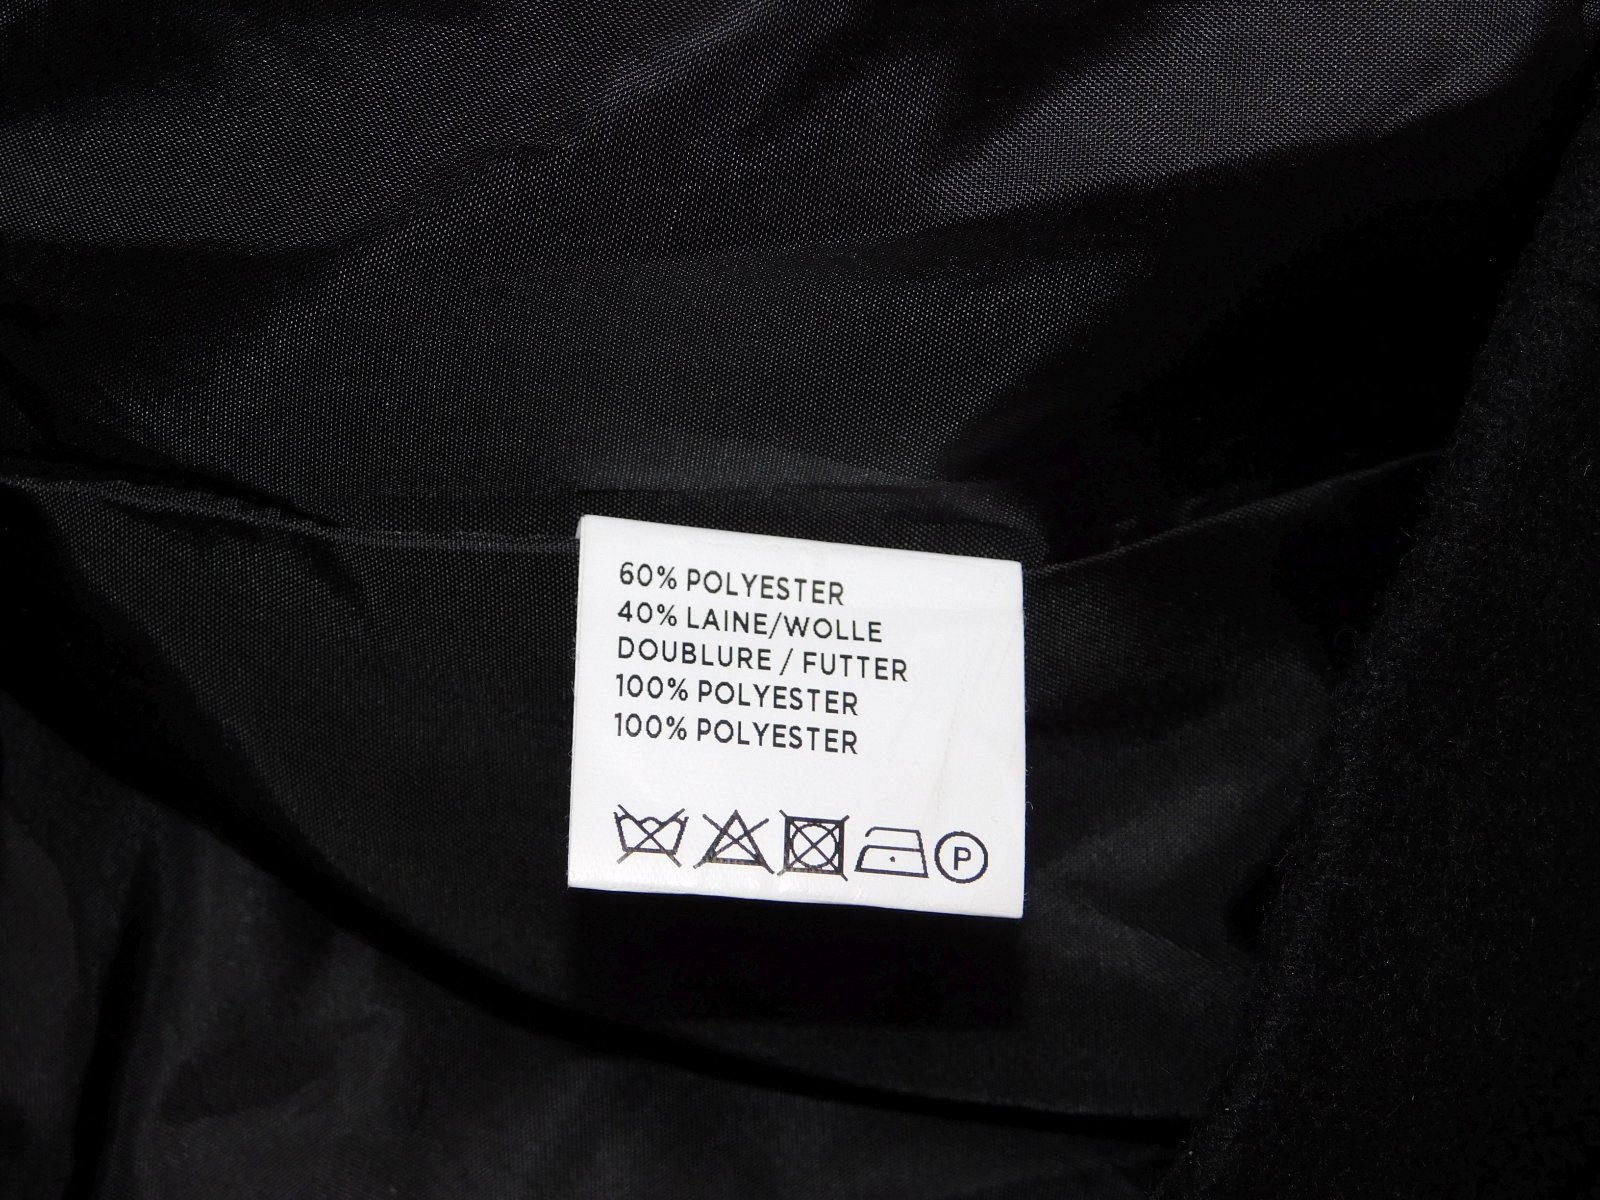 60% POLYESTER
40% LAINE/WOLLE
DOUBLURE / FUTTER
100% POLYESTER
100% POLYESTER
P